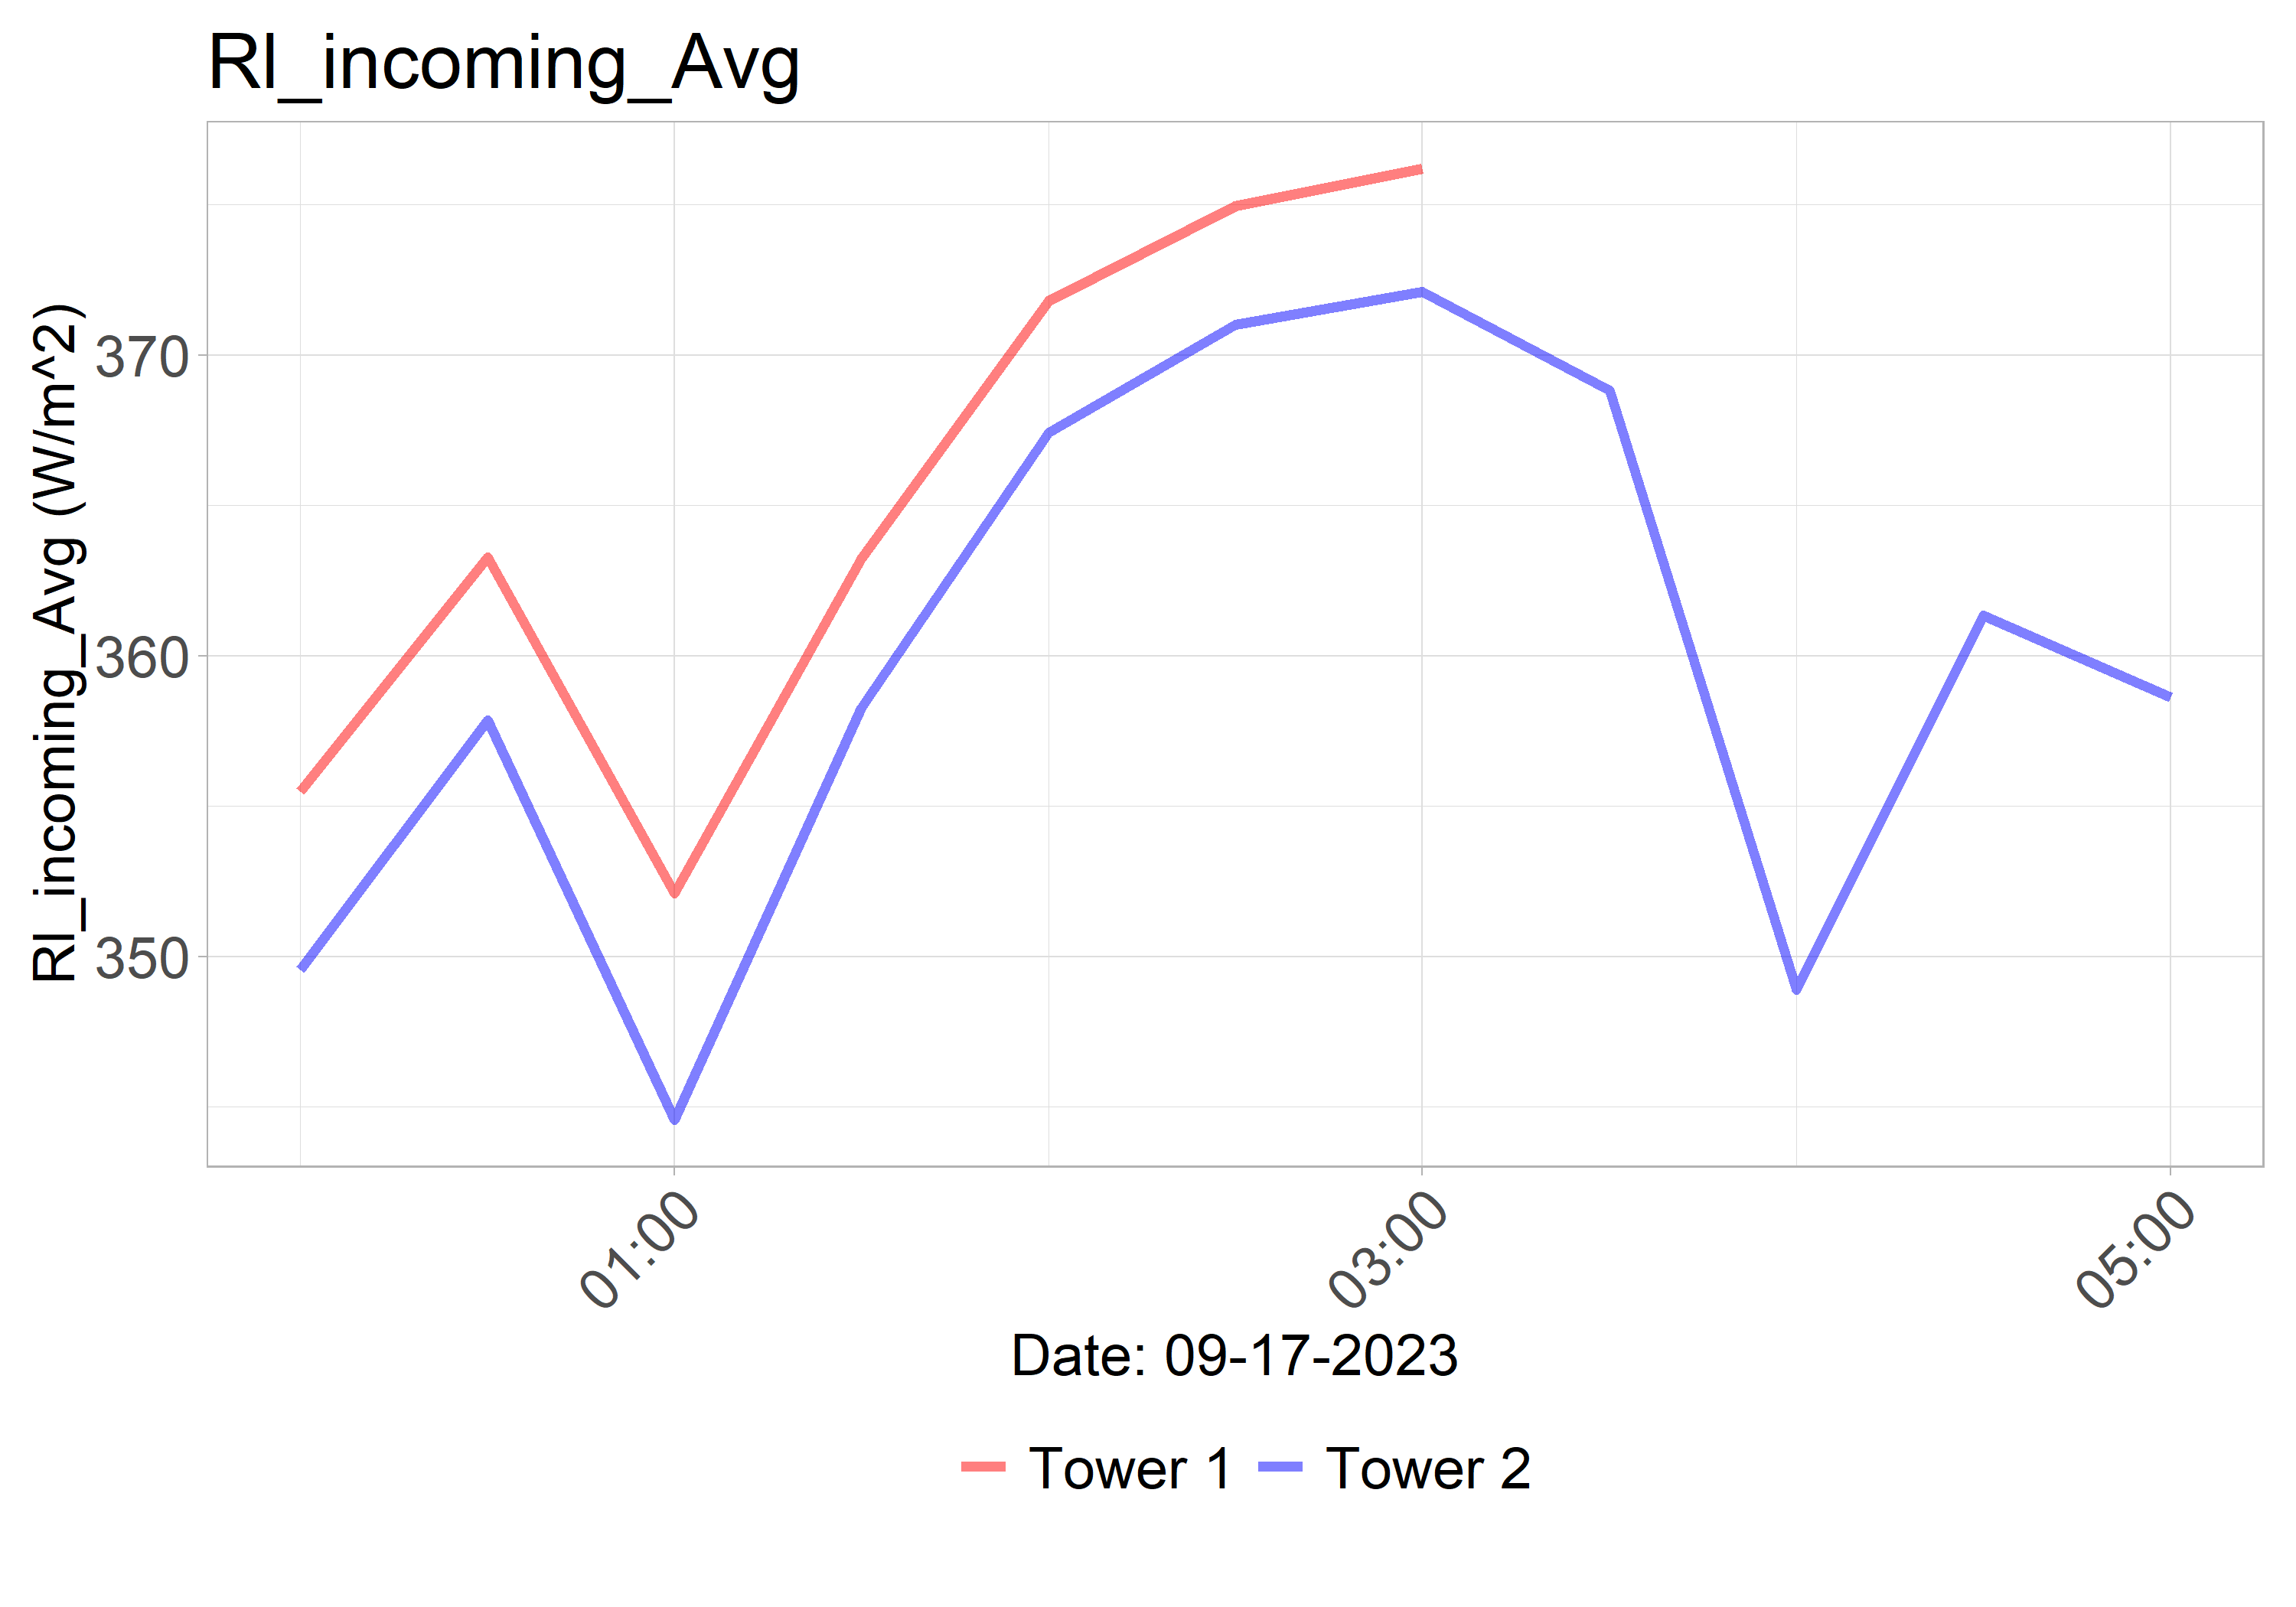 Rl_incoming_Avg
Rl_incoming_Avg (W/m^2)
370
360
350
01:00
03:00
05:00
Date: 09-17-2023
Tower 1
Tower 2